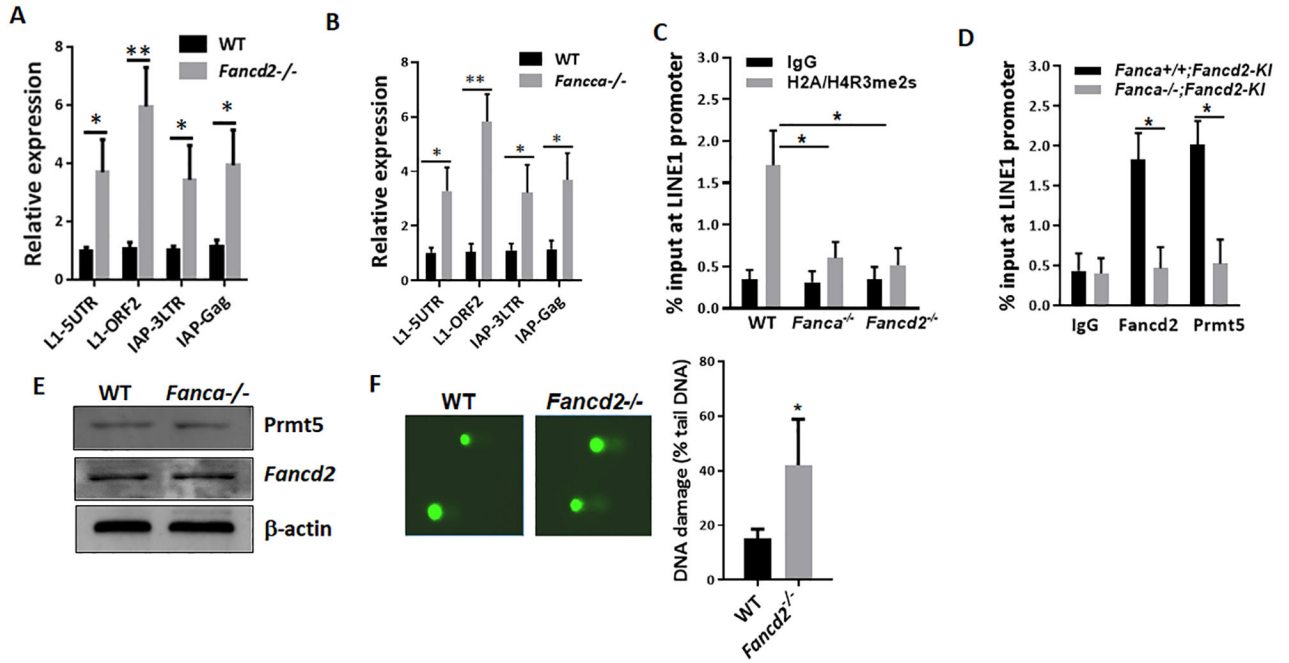 A
Relative expression
8
6
4
2
0
WT
Fancd2-/-
*
**
*
*
L1-5UTR
L1-ORF2
IAP-3LTR
IAP-Gag
B
Relative expression
8
6
4
2
0
WT
Fancca-/-
*
**
*
*
L1-5UTR
L1-ORF2
IAP-3LTR
IAP-Gag
C
% input at LINE1 promoter
3.0
2.5
2.0
1.5
1.0
0.5
0.0
IgG
H2A/H4R3me2s
*
*
WT
Fanca-/-
Fancd2-/-
D
% input at LINE1 promoter
3.0
2.5
2.0
1.5
1.0
0.5
0.0
Fanca+/+;Fancd2-KI
Fanca-/-;Fancd2-KI
*
*
IgG
Fancd2
Prmt5
E
WT
Fanca-/-
Prmt5
Fancd2
β-actin
F
WT
Fancd2-/-
DNA damage (% tail DNA)
80
60
40
20
0
*
WT
Fancd2-/-